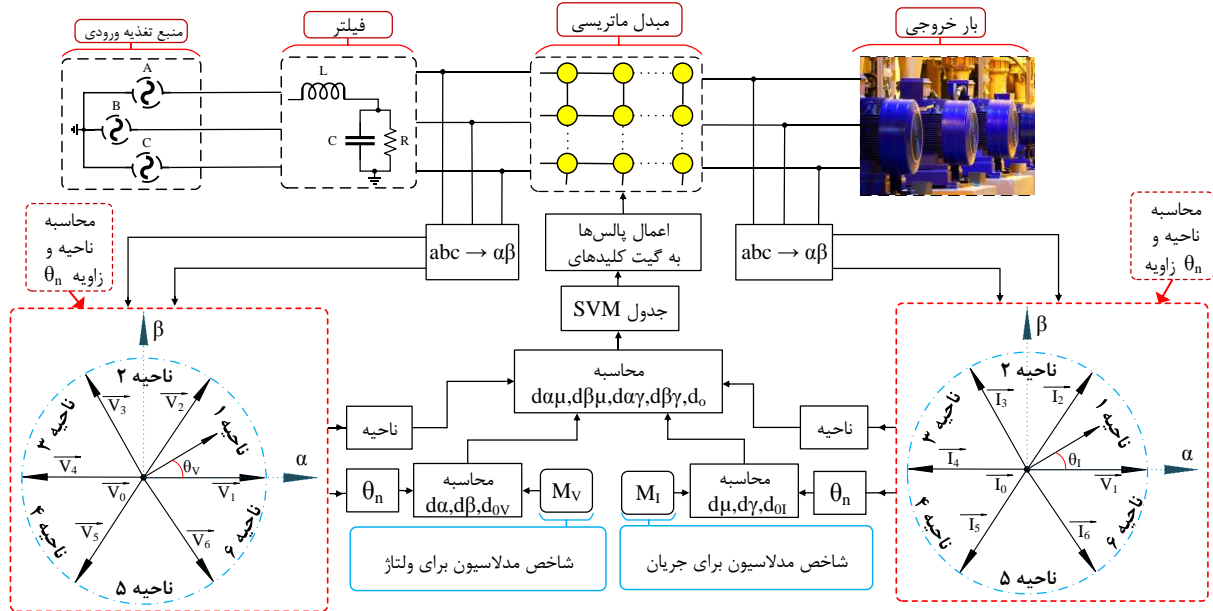 منبع تغذیه ورودی
فیلتر
مبدل ماتریسی
بار خروجی
A
B
C
L
C
R
محاسبه
ناحیه و
زاویه θn
abc → αβ
اعمال پالس‌ها
به گیت کلیدهای
abc → αβ
محاسبه
ناحیه و
زاویه θn
جدول SVM
β
α
ناحیه ۱
ناحیه ۲
ناحیه ۳
ناحیه ۴
ناحیه ۵
ناحیه ۶
V3
V2
V4
V0
V1
V5
V6
θV
محاسبه
dαμ,dβμ,dαγ,dβγ,do
ناحیه
ناحیه
θn
محاسبه
dα,dβ,d0V
MV
MI
محاسبه
dμ,dγ,d0I
θn
شاخص مدلاسیون برای ولتاژ
شاخص مدلاسیون برای جریان
β
α
ناحیه ۱
ناحیه ۲
ناحیه ۳
ناحیه ۴
ناحیه ۵
ناحیه ۶
I3
I2
I4
I0
V1
I5
I6
θI